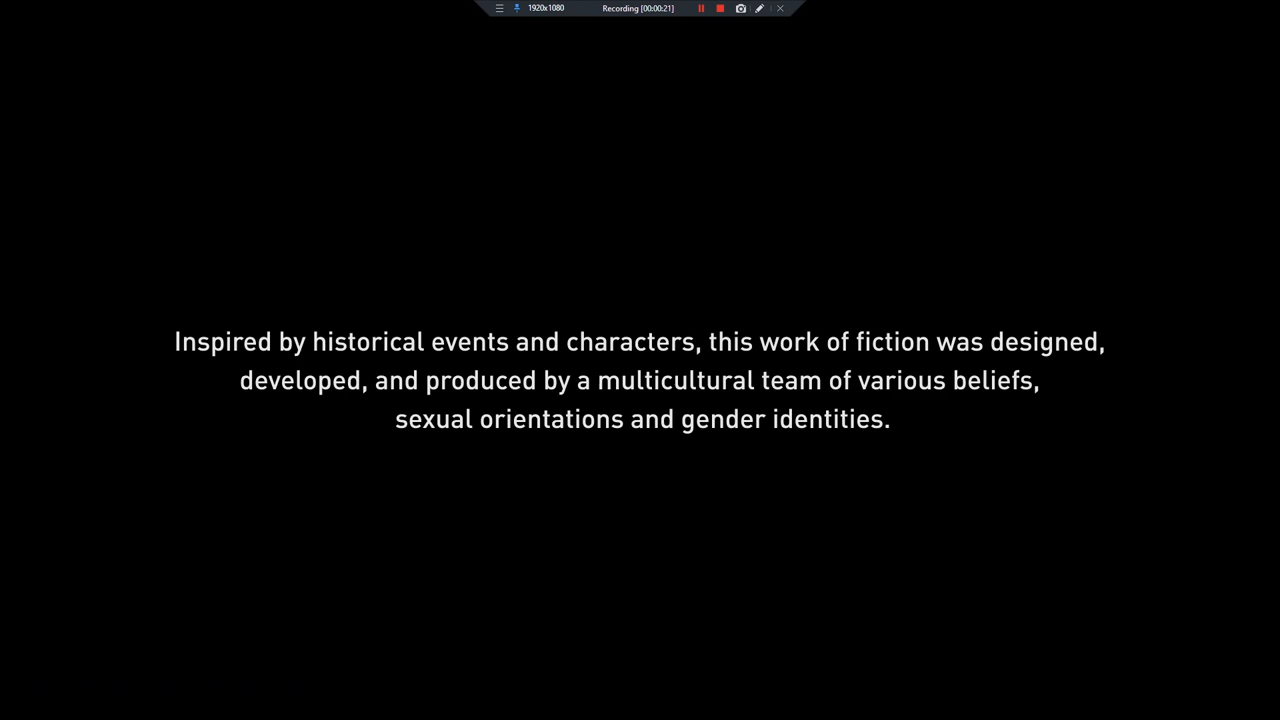 1920x1080 Recording [00:00:21]
Inspired by historical events and characters, this work of fiction was designed,
developed, and produced by a multicultural team of various beliefs,
sexual orientations and gender identities.